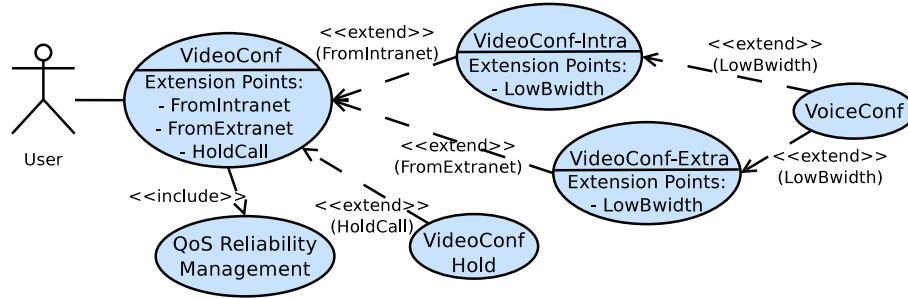 User
VideoConf
Extension Points:
- FromIntranet
- FromExtranet
- HoldCall
<<extend>>
(FromIntranet)
VideoConf-Intra
Extension Points:
- LowBwidth
<<extend>>
(LowBwidth)
VoiceConf
<<extend>>
(FromExtranet)
VideoConf-Extra
Extension Points:
- LowBwidth
<<extend>>
(LowBwidth)
<<include>>
<<extend>>
(HoldCall)
QoS Reliability
Management
VideoConf
Hold